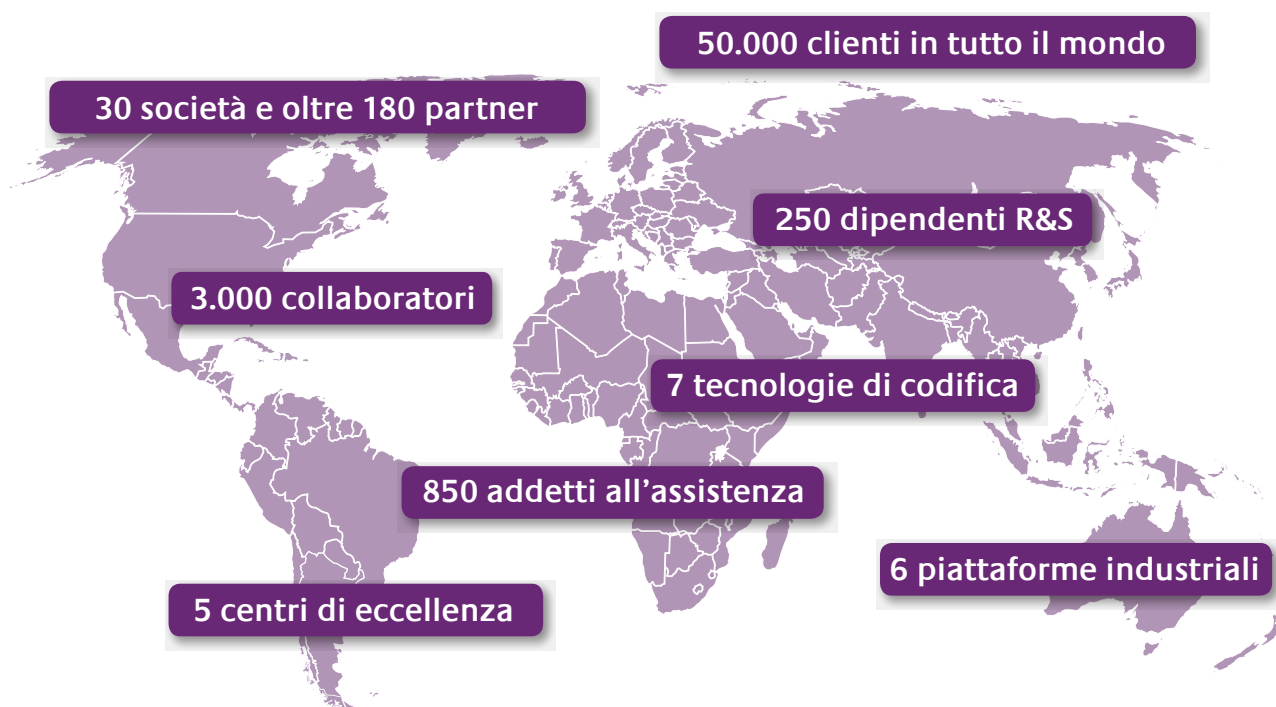 50.000 clienti in tutto il mondo
30 società e oltre 180 partner
250 dipendenti R&S
3.000 collaboratori
7 tecnologie di codifica
850 addetti all’assistenza
6 piattaforme industriali
5 centri di eccellenza